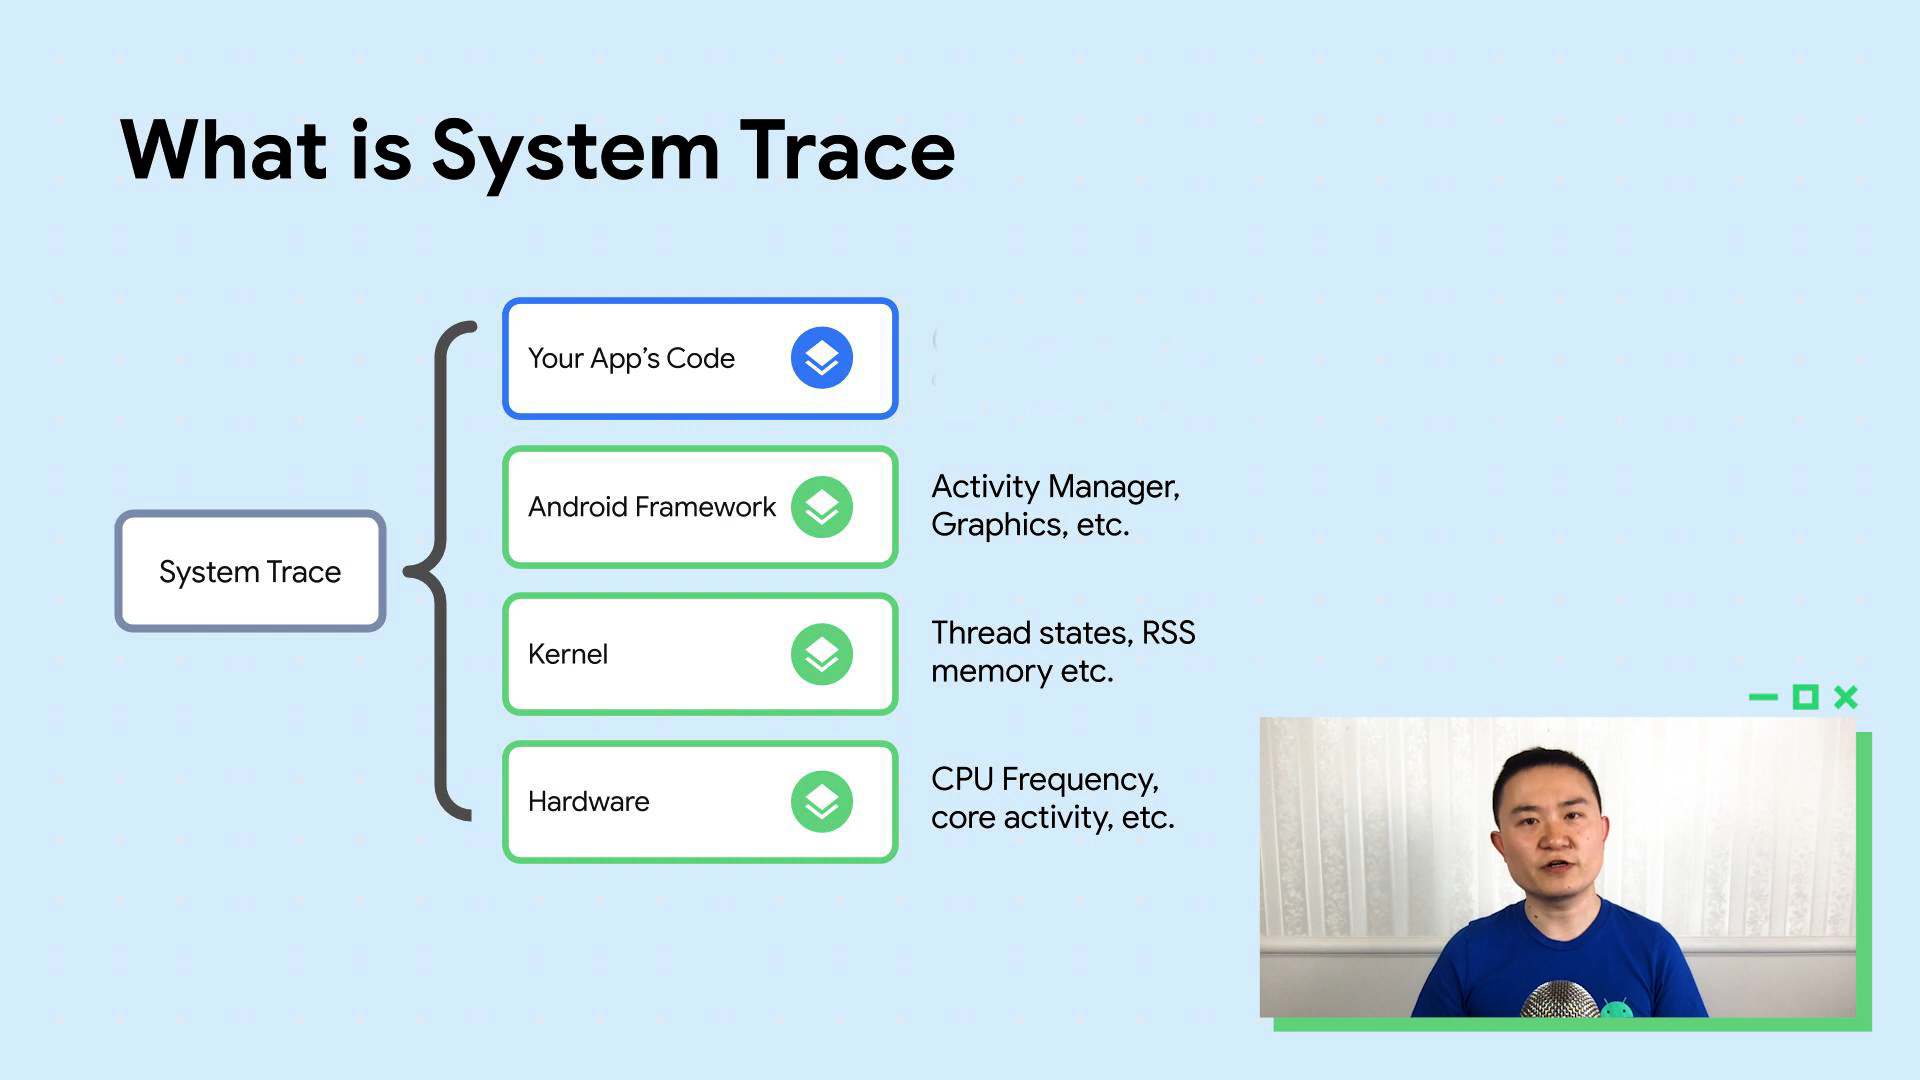 What is System Trace
System Trace
Your App's Code
Android Framework
Activity Manager,
Graphics, etc.
Kernel
Thread states, RSS
memory etc.
Hardware
CPU Frequency,
core activity, etc.